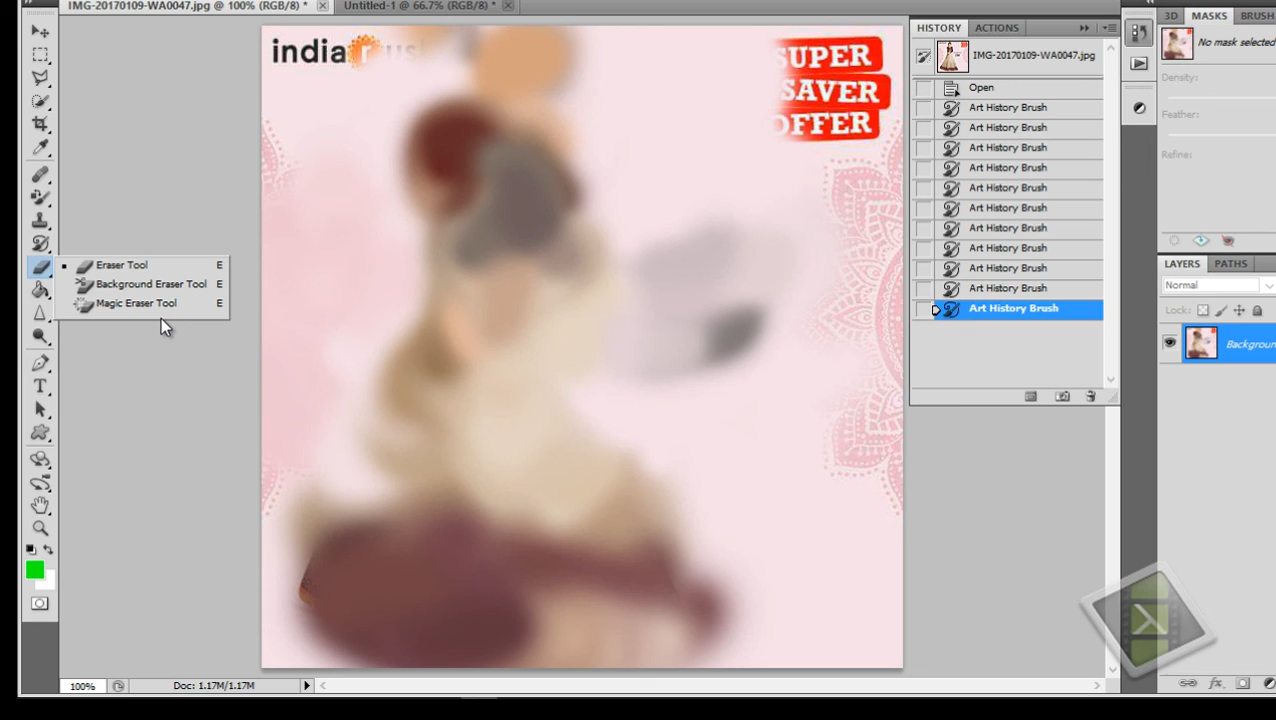 IMG-20170109-WA0047.jpg @ 100% (RGB/8) *
Untitled-1 @ 66.7% (RGB/8) *
india
SUPER
SAVER
OFFER
Eraser Tool E
Background Eraser Tool E
Magic Eraser Tool E
HISTORY ACTIONS
IMG-20170109-WA0047.jpg
Open
Art History Brush
Art History Brush
Art History Brush
Art History Brush
Art History Brush
Art History Brush
Art History Brush
Art History Brush
Art History Brush
Art History Brush
Art History Brush
3D MASKS BRUSH
No mask selected
Density:
Feather:
Refine:
LAYERS PATHS
Normal
Lock:
Backgroun
100% Doc: 1.17M/1.17M
K